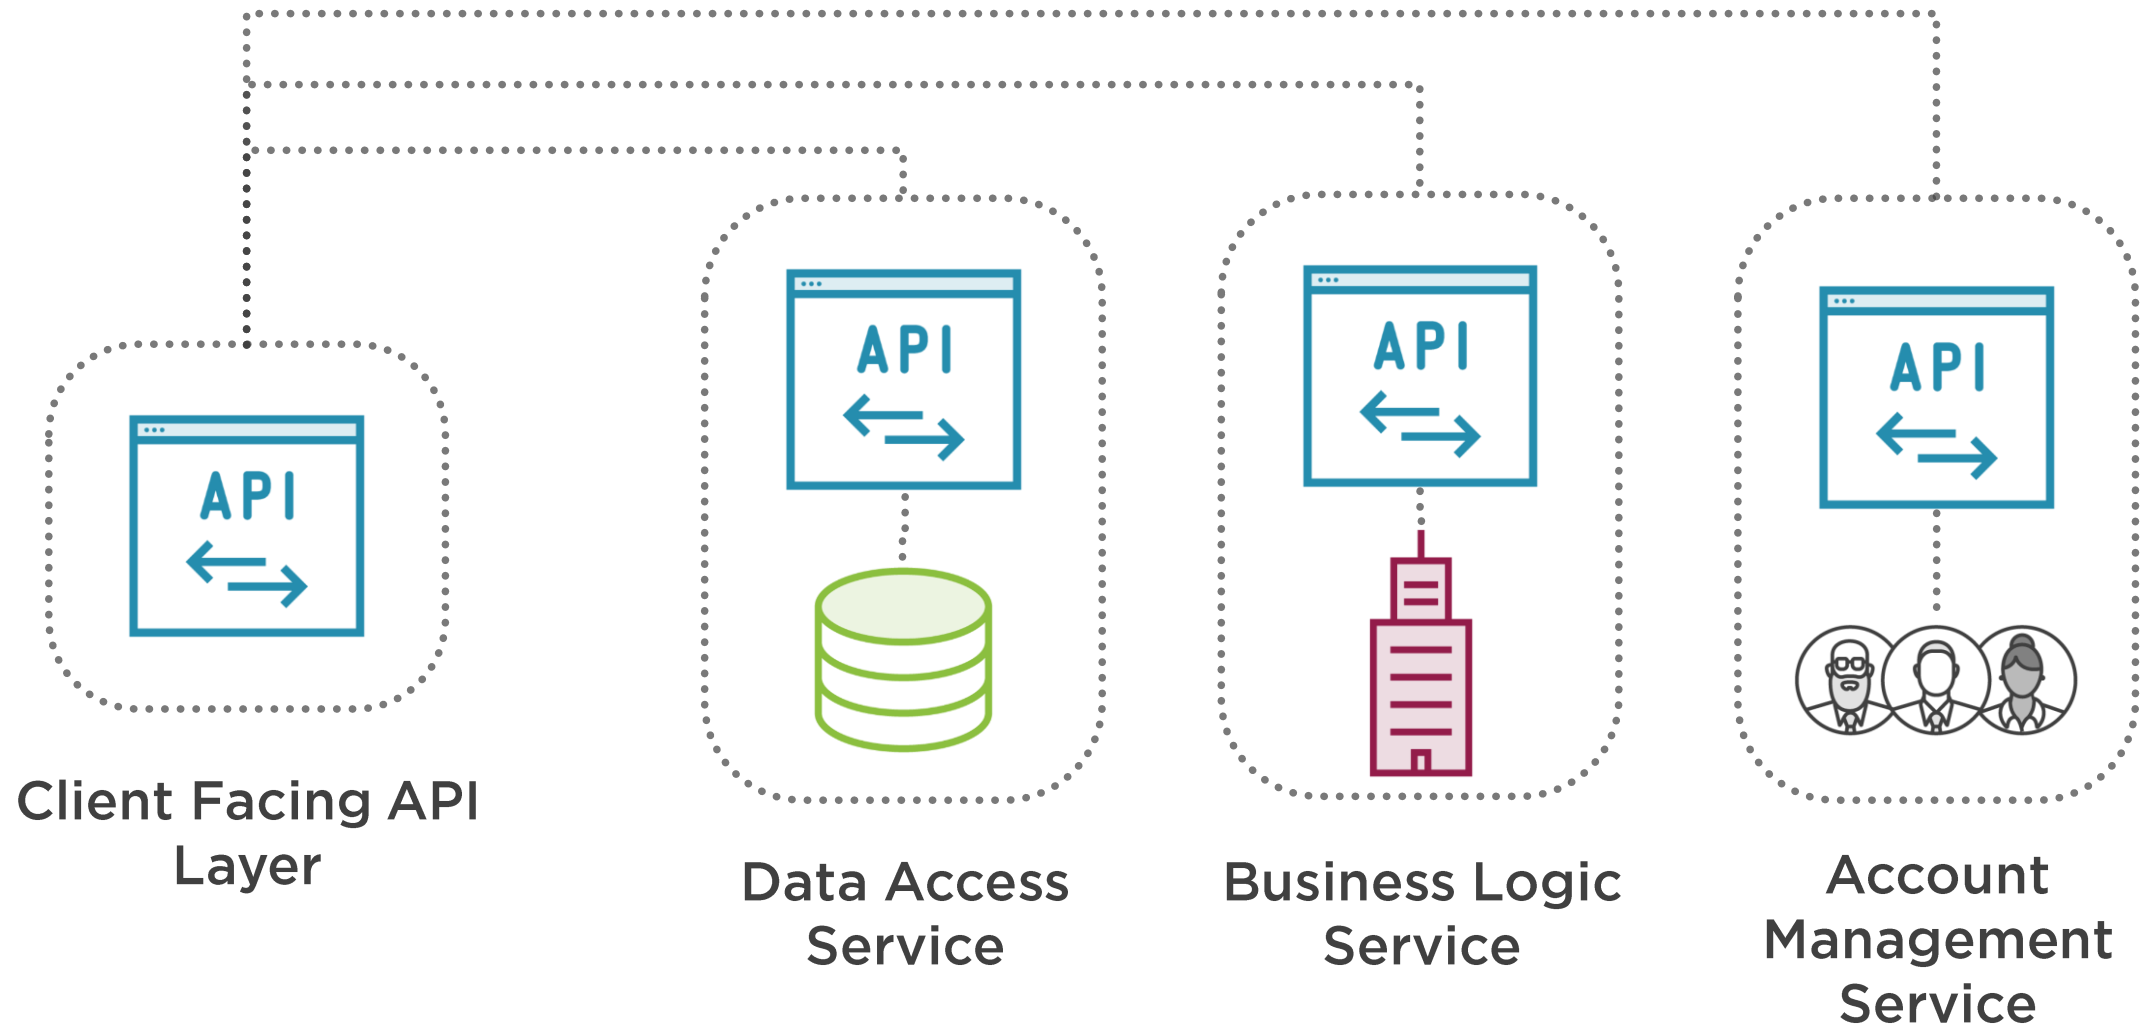 API
API
API
API
Client Facing API
Layer
Data Access
Service
Business Logic
Service
Account
Management
Service